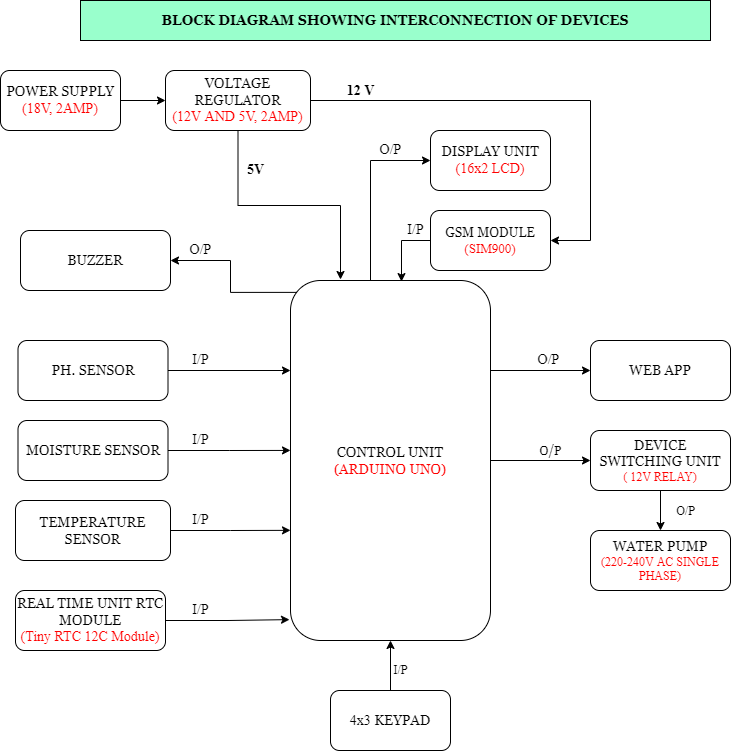 BLOCK DIAGRAM SHOWING INTERCONNECTION OF DEVICES
POWER SUPPLY
(18V, 2AMP)
VOLTAGE
REGULATOR
(12V AND 5V, 2AMP)
12 V
5V
O/P
DISPLAY UNIT
(16x2 LCD)
I/P
GSM MODULE
(SIM900)
BUZZER
O/P
PH. SENSOR
I/P
MOISTURE SENSOR
I/P
TEMPERATURE
SENSOR
I/P
REAL TIME UNIT RTC
MODULE
(Tiny RTC 12C Module)
I/P
CONTROL UNIT
(ARDUINO UNO)
O/P
WEB APP
O/P
DEVICE
SWITCHING UNIT
( 12V RELAY)
O/P
WATER PUMP
(220-240V AC SINGLE
PHASE)
I/P
4x3 KEYPAD